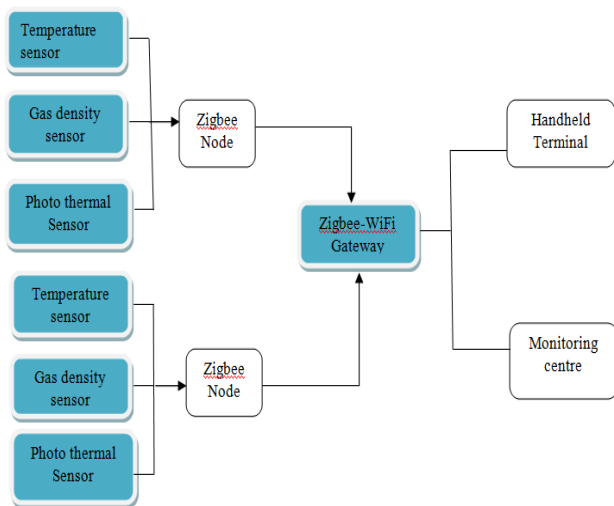 Temperature
sensor
Gas density
sensor
Photo thermal
Sensor
Zigbee
Node
Temperature
sensor
Gas density
sensor
Photo thermal
Sensor
Zigbee
Node
Zigbee-WiFi
Gateway
Handheld
Terminal
Monitoring
centre